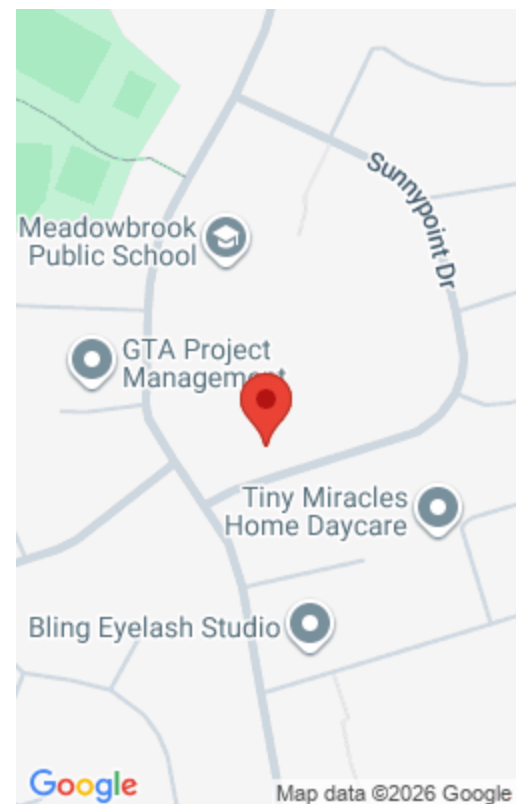 Sunnypoint Dr
Meadowbrook
Public School
GTA Project
Management
Tiny Miracles
Home Daycare
Bling Eyelash Studio
Google
Map data ©2026 Google